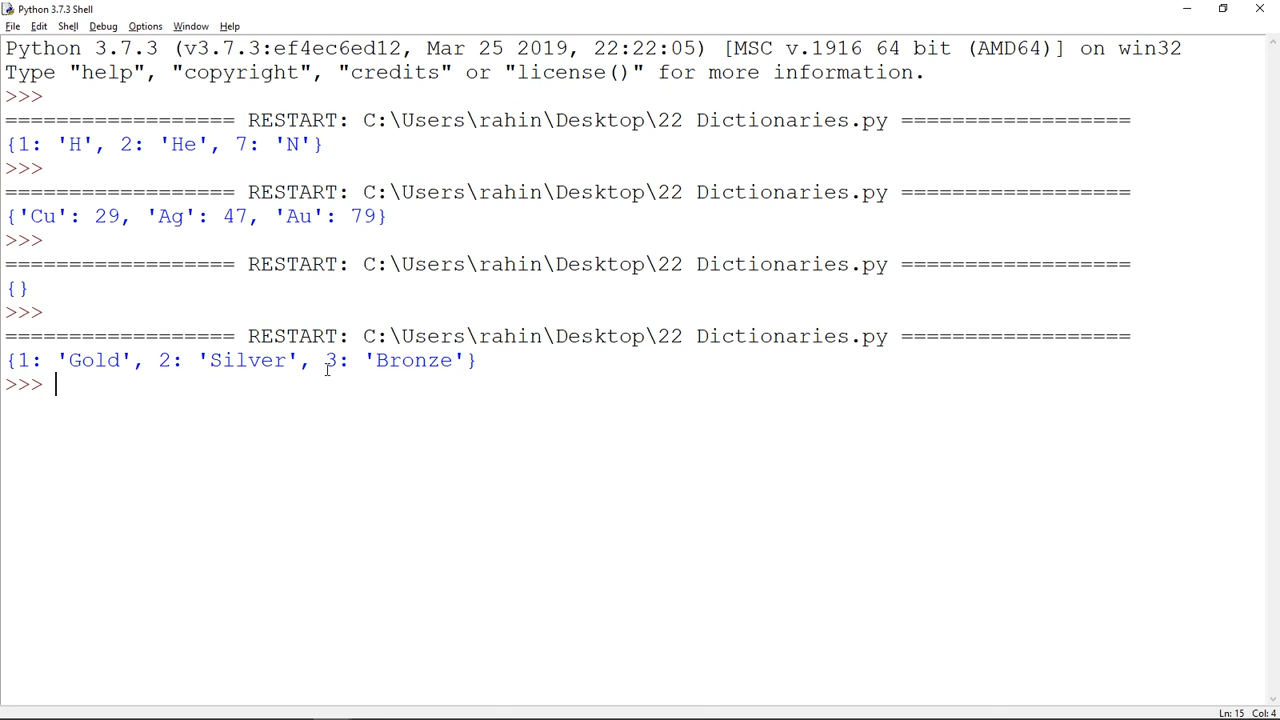 Python 3.7.3 Shell
File Edit Shell Debug Options Window Help
Python 3.7.3 (v3.7.3:ef4ec6ed12, Mar 25 2019, 22:22:05) [MSC v.1916 64 bit (AMD64)] on win32
Type "help", "copyright", "credits" or "license()" for more information.
>>>
================== RESTART: C:\Users\rahin\Desktop\22 Dictionaries.py ==================
{1: 'H', 2: 'He', 7: 'N'}
>>>
================== RESTART: C:\Users\rahin\Desktop\22 Dictionaries.py ==================
{'Cu': 29, 'Ag': 47, 'Au': 79}
>>>
================== RESTART: C:\Users\rahin\Desktop\22 Dictionaries.py ==================
{}
>>>
================== RESTART: C:\Users\rahin\Desktop\22 Dictionaries.py ==================
{1: 'Gold', 2: 'Silver', 3: 'Bronze'}
>>>
Ln: 15 Col: 4